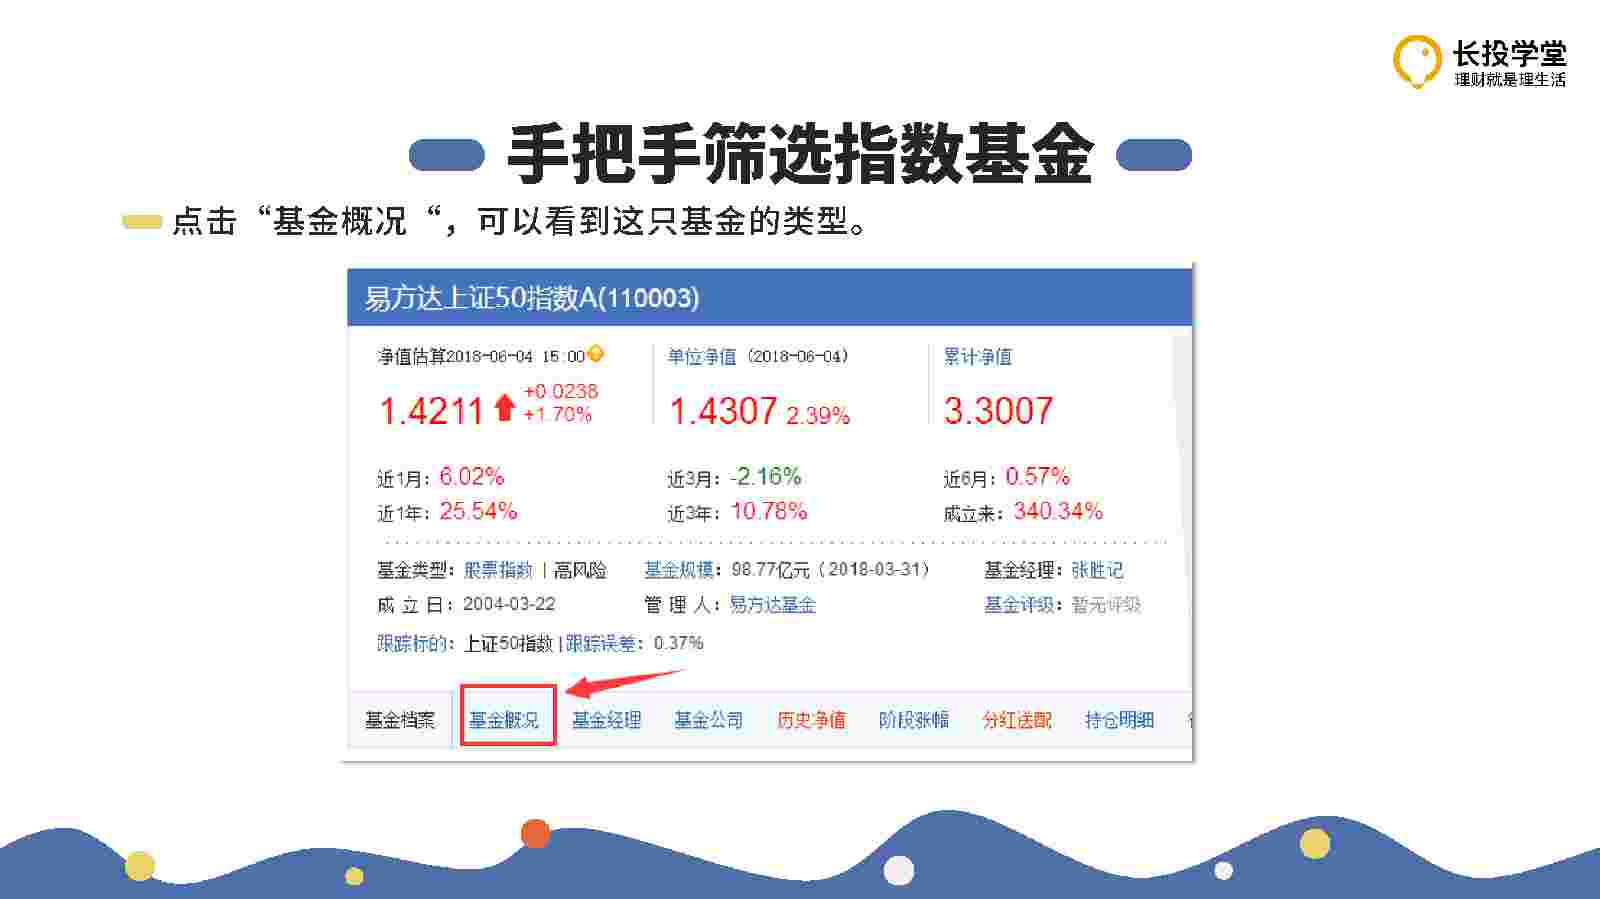 长投学堂
理财就是理生活
手把手筛选指数基金
点击“基金概况“，可以看到这只基金的类型。
易方达上证50指数A(110003)
净值估算2018-06-04 15:00 单位净值（2018-06-04） 累计净值
1.4211 +0.0238 +1.70% 1.4307 2.39% 3.3007
近1月：6.02% 近3月：-2.16% 近6月：0.57%
近1年：25.54% 近3年：10.78% 成立来：340.34%
基金类型：股票指数 | 高风险 基金规模：98.77亿元（2018-03-31） 基金经理：张胜记
成 立 日：2004-03-22 管 理 人：易方达基金 基金评级：暂无评级
跟踪标的：上证50指数 | 跟踪误差：0.37%
基金档案 基金概况 基金经理 基金公司 历史净值 阶段涨幅 分红送配 持仓明细